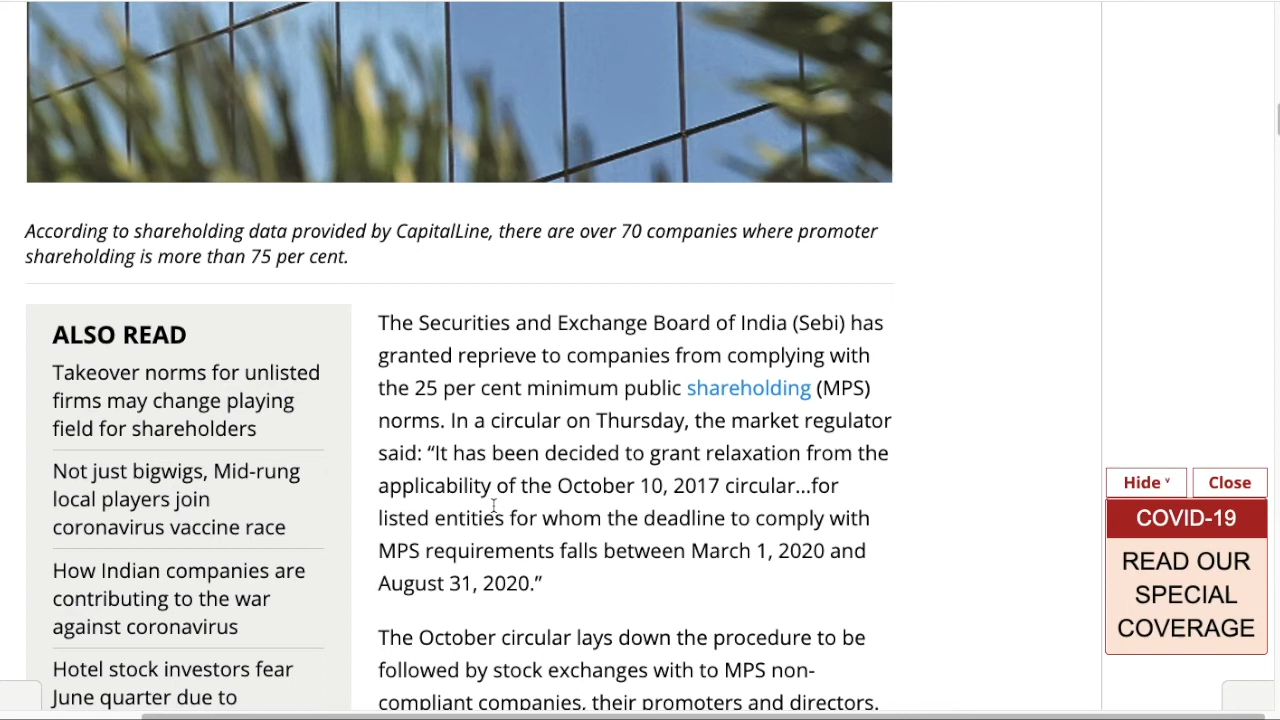 According to shareholding data provided by CapitalLine, there are over 70 companies where promoter
shareholding is more than 75 per cent.
ALSO READ
Takeover norms for unlisted
firms may change playing
field for shareholders
Not just bigwigs, Mid-rung
local players join
coronavirus vaccine race
How Indian companies are
contributing to the war
against coronavirus
Hotel stock investors fear
June quarter due to
The Securities and Exchange Board of India (Sebi) has
granted reprieve to companies from complying with
the 25 per cent minimum public shareholding (MPS)
norms. In a circular on Thursday, the market regulator
said: “It has been decided to grant relaxation from the
applicability of the October 10, 2017 circular...for
listed entities for whom the deadline to comply with
MPS requirements falls between March 1, 2020 and
August 31, 2020.”
The October circular lays down the procedure to be
followed by stock exchanges with to MPS non-
compliant companies, their promoters and directors.
Hide ˅
Close
COVID-19
READ OUR
SPECIAL
COVERAGE